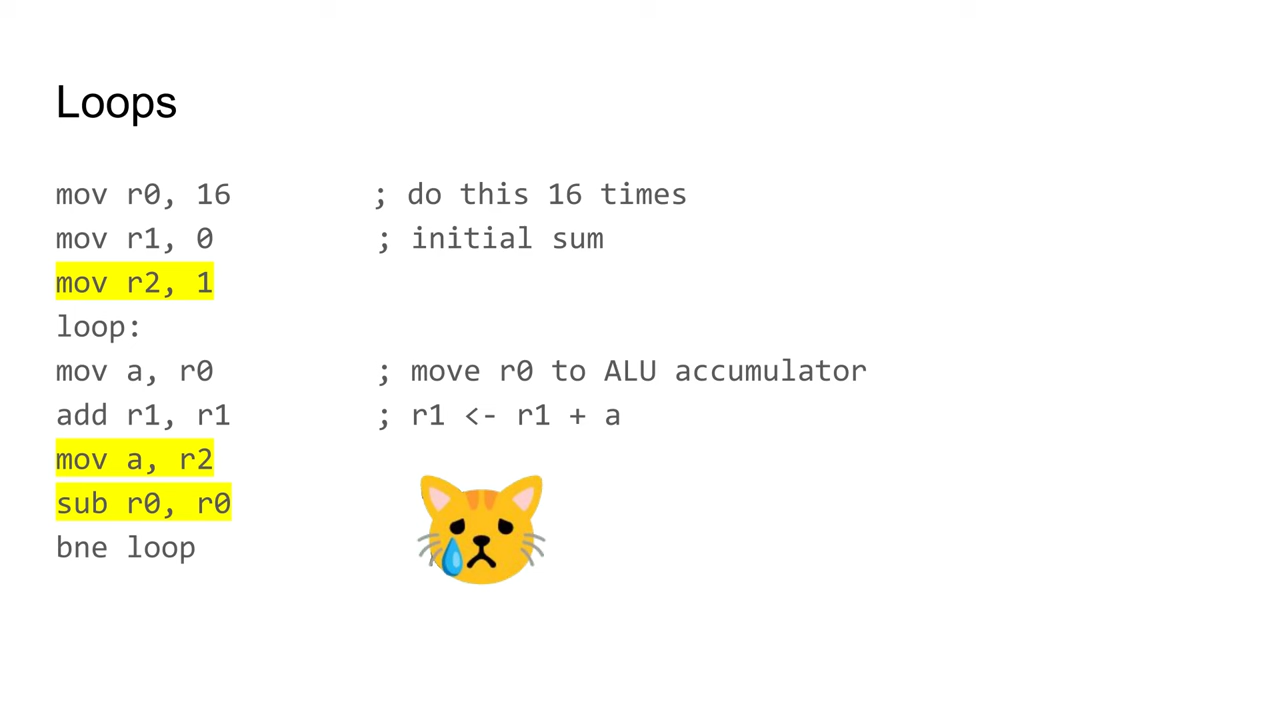 Loops
mov r0, 16 ; do this 16 times
mov r1, 0 ; initial sum
mov r2, 1
loop:
mov a, r0 ; move r0 to ALU accumulator
add r1, r1 ; r1 <- r1 + a
mov a, r2
sub r0, r0
bne loop